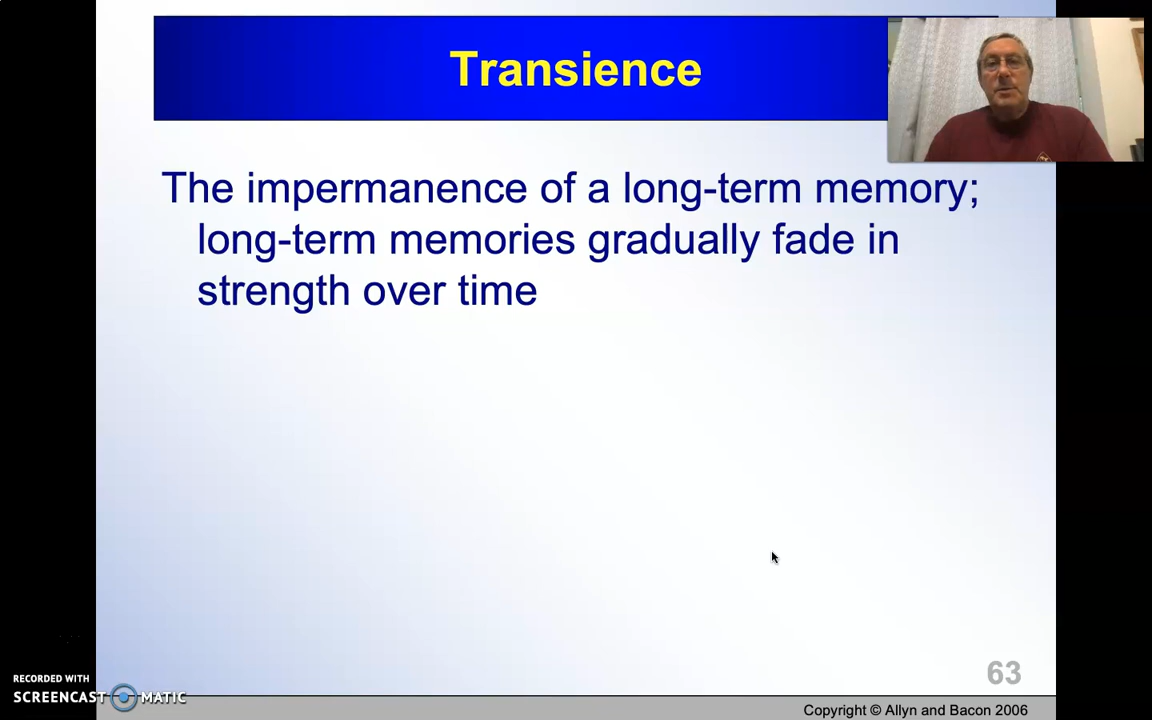 Transience
The impermanence of a long-term memory;
long-term memories gradually fade in
strength over time
63
RECORDED WITH
SCREENCAST MATIC
Copyright © Allyn and Bacon 2006